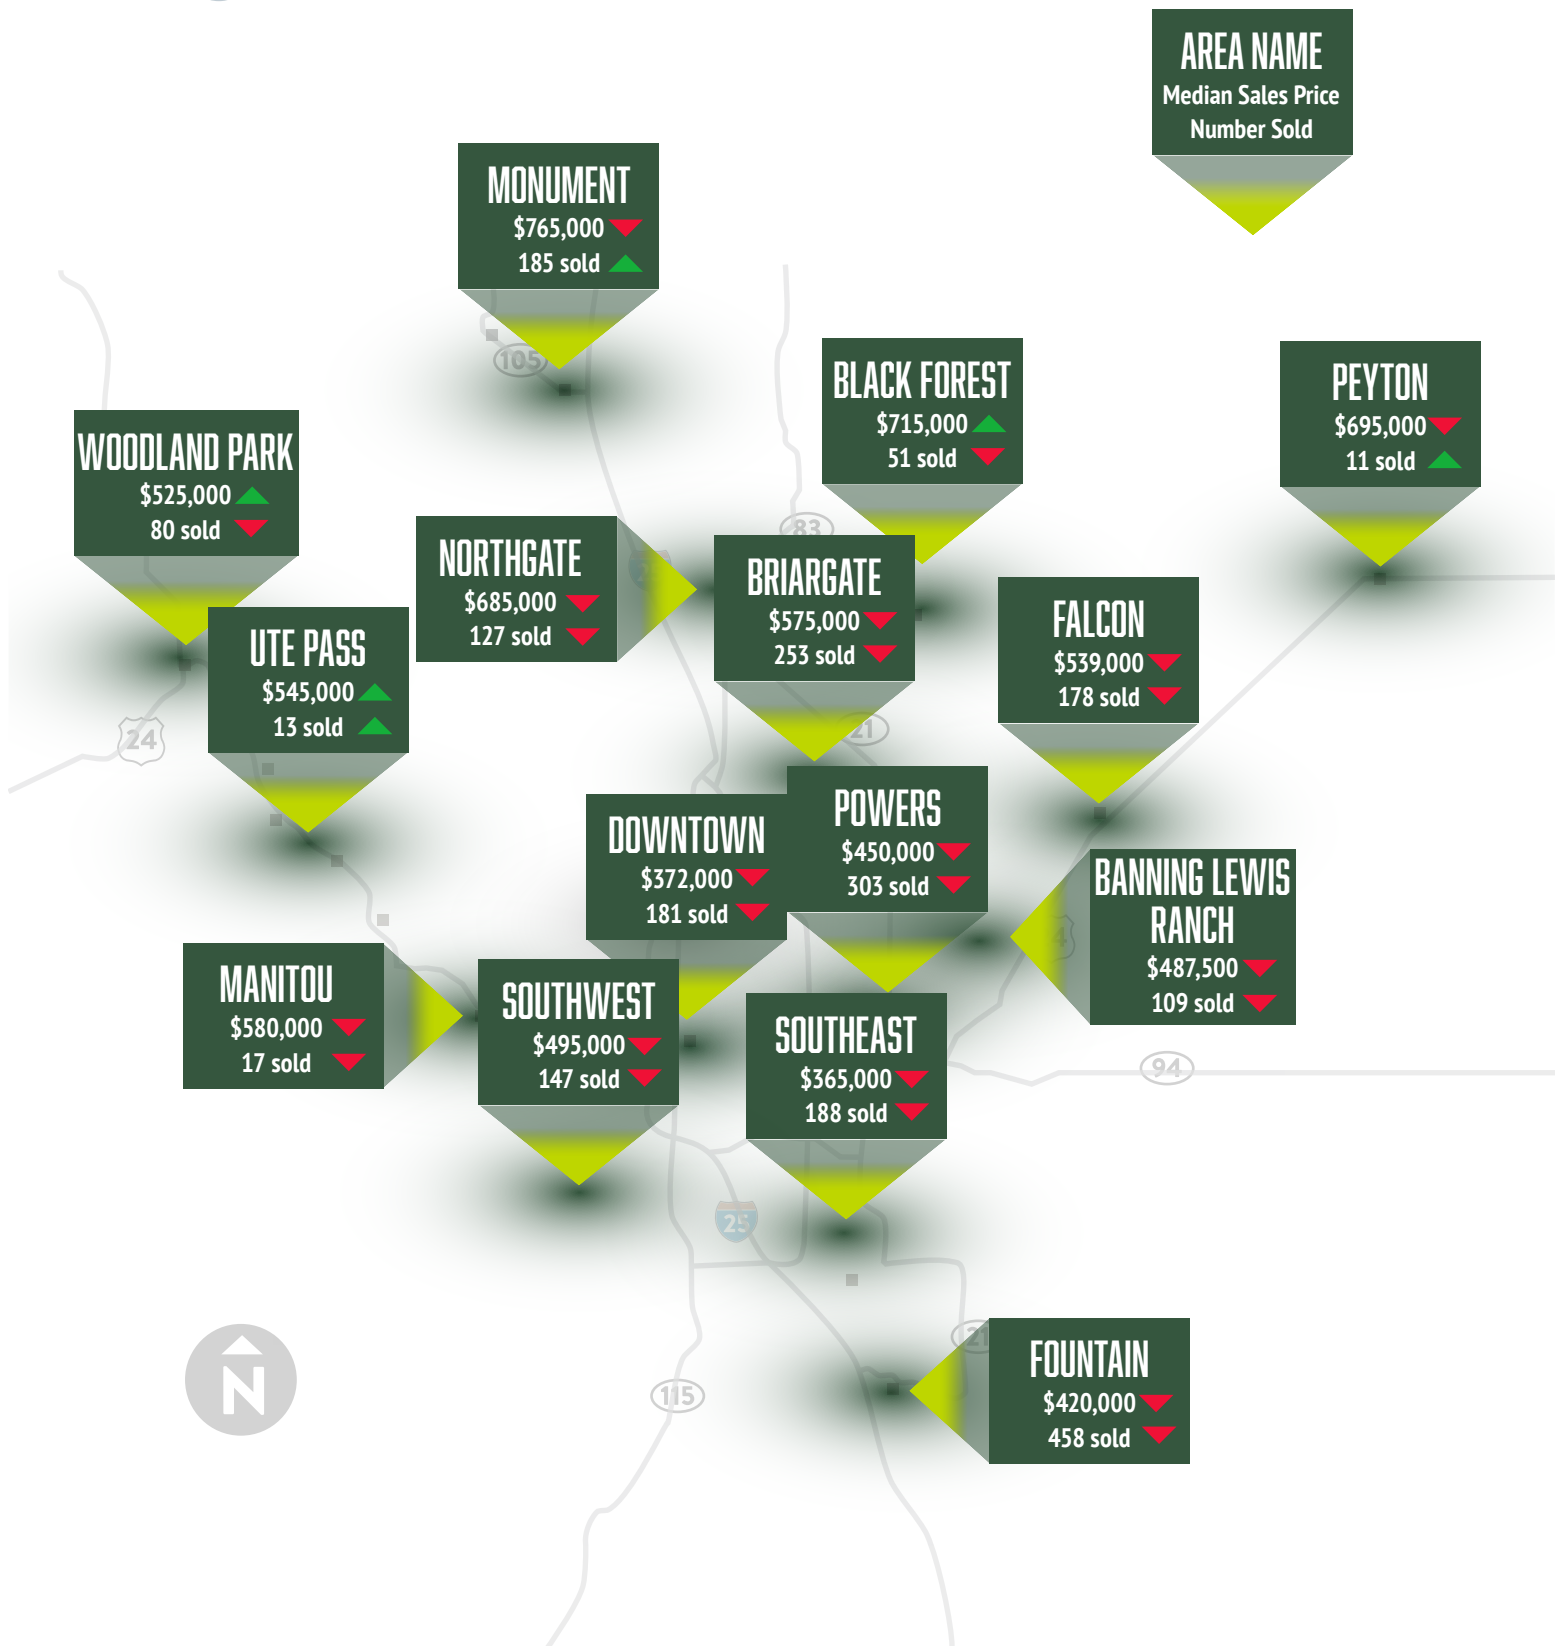 AREA NAME
Median Sales Price
Number Sold
MONUMENT
$765,000
185 sold
105
BLACK FOREST
$715,000
51 sold
PEYTON
$695,000
11 sold
WOODLAND PARK
$525,000
80 sold
83
NORTHGATE
$685,000
127 sold
BRIARGATE
$575,000
253 sold
FALCON
$539,000
178 sold
UTE PASS
$545,000
13 sold
24
21
DOWNTOWN
$372,000
181 sold
POWERS
$450,000
303 sold
BANNING LEWIS
RANCH
$487,500
109 sold
MANITOU
$580,000
17 sold
SOUTHWEST
$495,000
147 sold
SOUTHEAST
$365,000
188 sold
94
25
FOUNTAIN
$420,000
458 sold
21
115
N